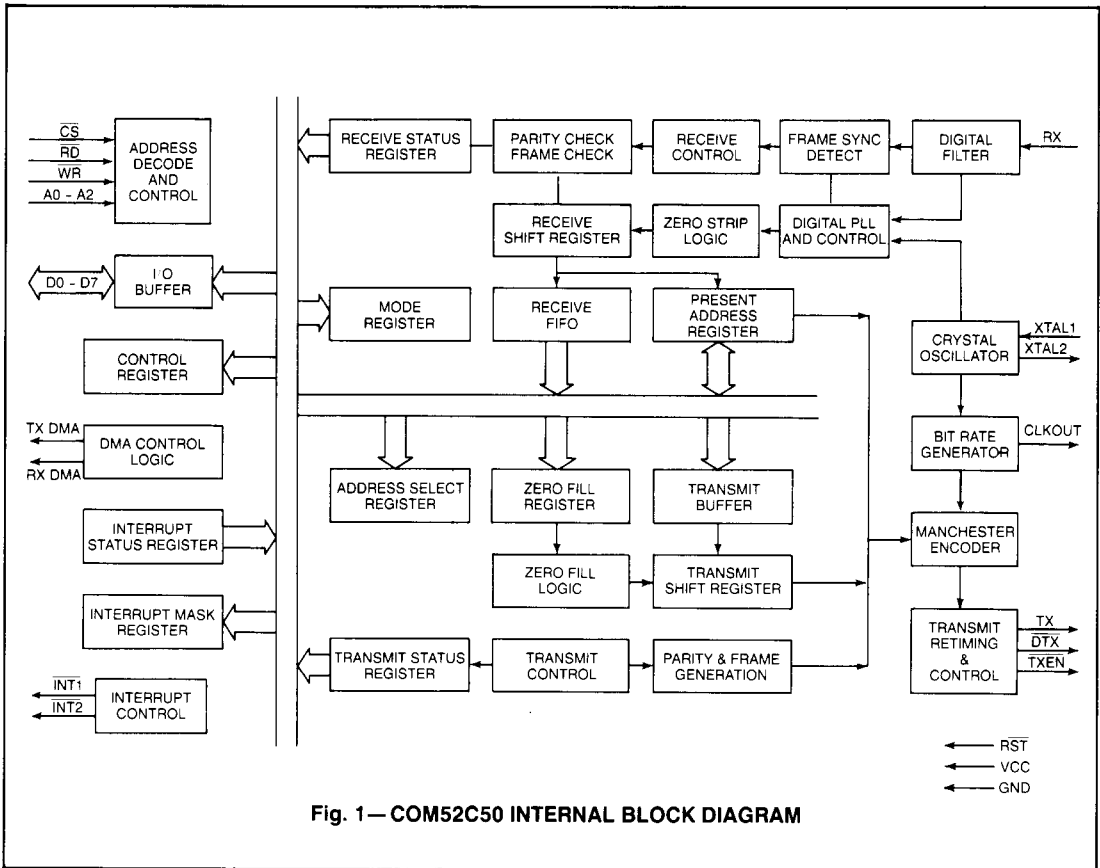 CS
RD
WR
A0 - A2
ADDRESS
DECODE
AND
CONTROL
RECEIVE STATUS
REGISTER
PARITY CHECK
FRAME CHECK
RECEIVE
CONTROL
FRAME SYNC
DETECT
DIGITAL
FILTER
RX
RECEIVE
SHIFT REGISTER
ZERO STRIP
LOGIC
DIGITAL PLL
AND CONTROL
D0 - D7
I/O
BUFFER
MODE
REGISTER
RECEIVE
FIFO
PRESENT
ADDRESS
REGISTER
CRYSTAL
OSCILLATOR
XTAL1
XTAL2
CONTROL
REGISTER
TX DMA
RX DMA
DMA CONTROL
LOGIC
BIT RATE
GENERATOR
CLKOUT
ADDRESS SELECT
REGISTER
ZERO FILL
REGISTER
TRANSMIT
BUFFER
INTERRUPT
STATUS REGISTER
MANCHESTER
ENCODER
ZERO FILL
LOGIC
TRANSMIT
SHIFT REGISTER
INTERRUPT MASK
REGISTER
TRANSMIT STATUS
REGISTER
TRANSMIT
CONTROL
PARITY & FRAME
GENERATION
TRANSMIT
RETIMING
&
CONTROL
TX
DTX
TXEN
INT1
INT2
INTERRUPT
CONTROL
RST
VCC
GND
Fig. 1—COM52C50 INTERNAL BLOCK DIAGRAM